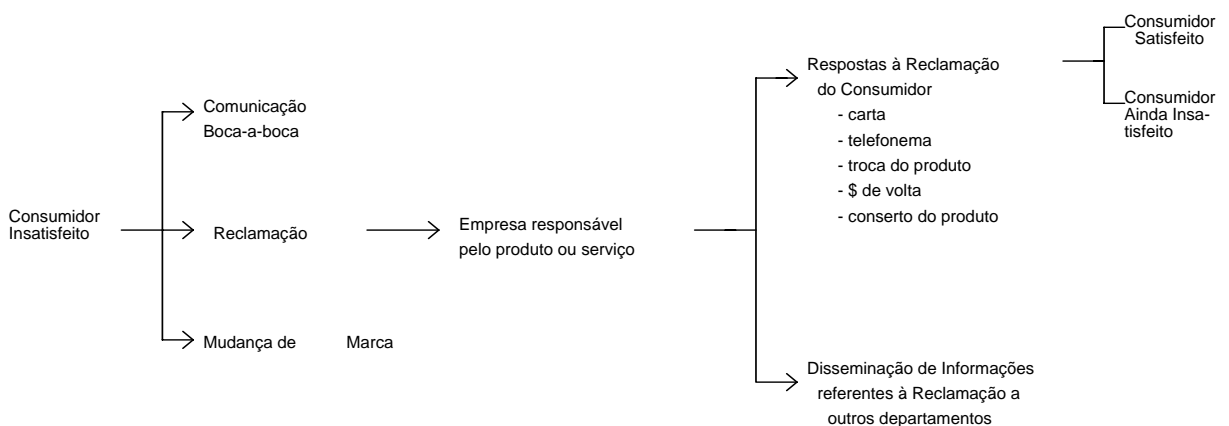 Consumidor
Insatisfeito
Comunicação
Boca-a-boca
Reclamação
Mudança de Marca
Empresa responsável
pelo produto ou serviço
Respostas à Reclamação
do Consumidor
- carta
- telefonema
- troca do produto
- $ de volta
- conserto do produto
Disseminação de Informações
referentes à Reclamação a
outros departamentos
Consumidor
Satisfeito
Consumidor
Ainda Insa-
tisfeito